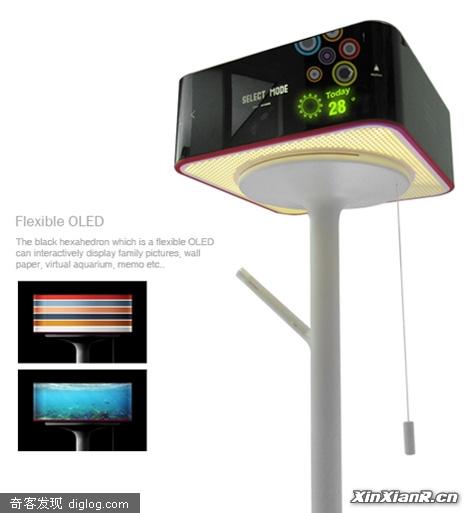 SELECT MODE
Today
28°
Flexible OLED
The black hexahedron which is a flexible OLED
can interactively display family pictures, wall
paper, virtual aquarium, memo etc..
奇客发现 diglog.com
XinXianR.cn